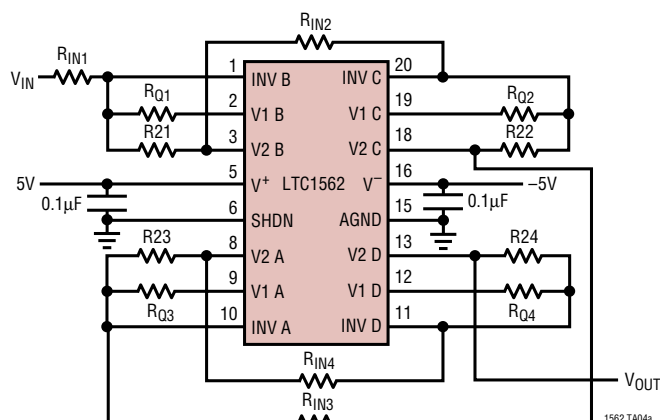 RIN2
RIN1
VIN
1 INV B INV C 20
RQ1 2 V1 B V1 C 19 RQ2
R21 3 V2 B V2 C 18 R22
5V 5 V+ LTC1562 V– 16 –5V
0.1µF 6 SHDN AGND 15 0.1µF
R23 8 V2 A V2 D 13 R24
9 V1 A V1 D 12
RQ3 10 INV A INV D 11 RQ4
RIN4
VOUT
RIN3
1562 TA04a